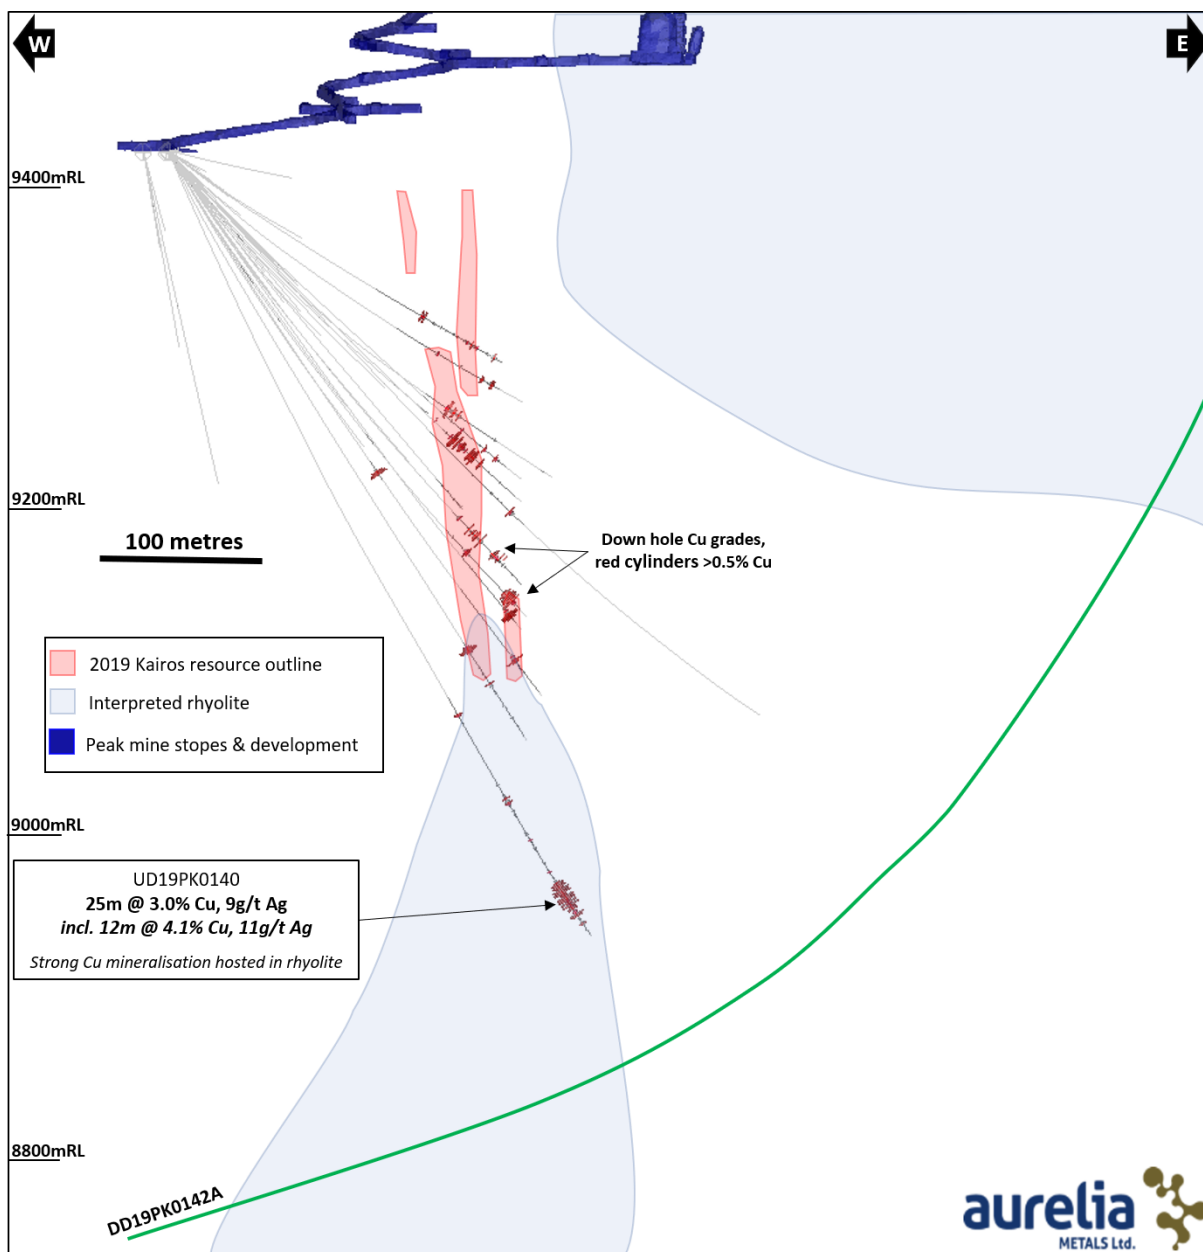 W
E
9400mRL
9200mRL
100 metres
Down hole Cu grades,
red cylinders >0.5% Cu
2019 Kairos resource outline
Interpreted rhyolite
Peak mine stopes & development
9000mRL
UD19PK0140
25m @ 3.0% Cu, 9g/t Ag
incl. 12m @ 4.1% Cu, 11g/t Ag
Strong Cu mineralisation hosted in rhyolite
8800mRL
DD19PK0142A
aurelia
METALS Ltd.